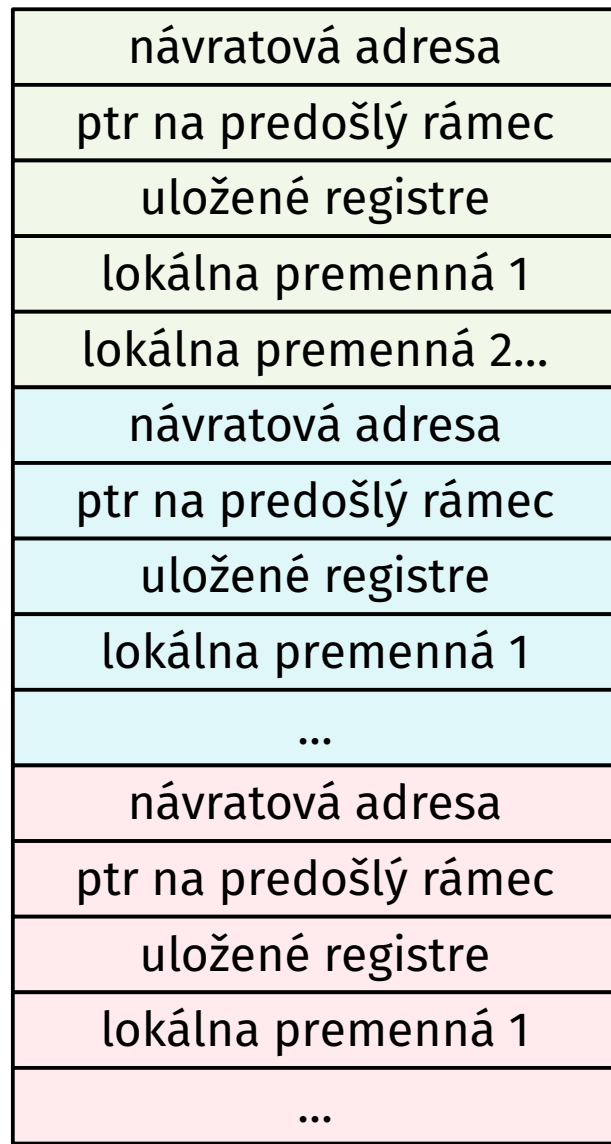 návratová adresa
ptr na predošlý rámec
uložené registre
lokálna premenná 1
lokálna premenná 2...
návratová adresa
ptr na predošlý rámec
uložené registre
lokálna premenná 1
...
návratová adresa
ptr na predošlý rámec
uložené registre
lokálna premenná 1
...